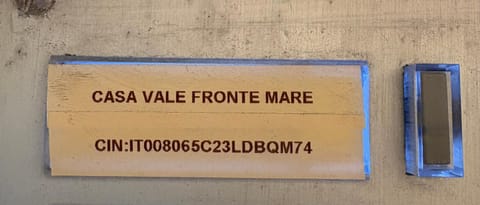 CASA VALE FRONTE MARE
CIN:IT008065C23LDBQM74